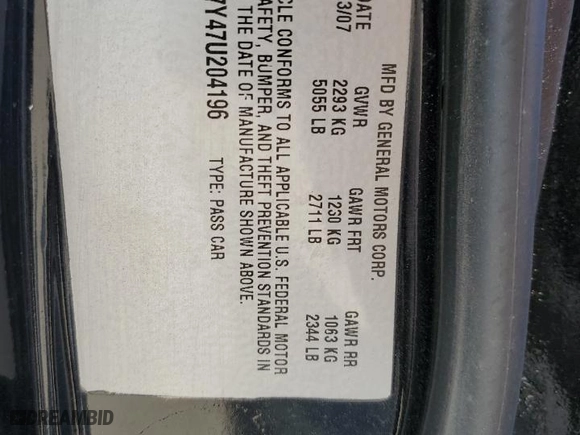 MFD BY GENERAL MOTORS CORP.
DATE GVWR GAWR FRT GAWR RR
3/07 2293 KG 1230 KG 1063 KG
5055 LB 2711 LB 2344 LB
CLE CONFORMS TO ALL APPLICABLE U.S. FEDERAL MOTOR
AFETY, BUMPER, AND THEFT PREVENTION STANDARDS IN
THE DATE OF MANUFACTURE SHOWN ABOVE.
7Y47U204196 TYPE: PASS CAR
DREAMBID